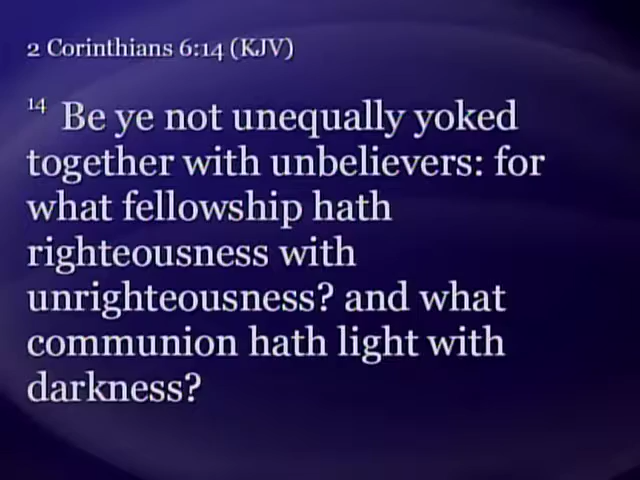 2 Corinthians 6:14 (KJV)
14 Be ye not unequally yoked
together with unbelievers: for
what fellowship hath
righteousness with
unrighteousness? and what
communion hath light with
darkness?